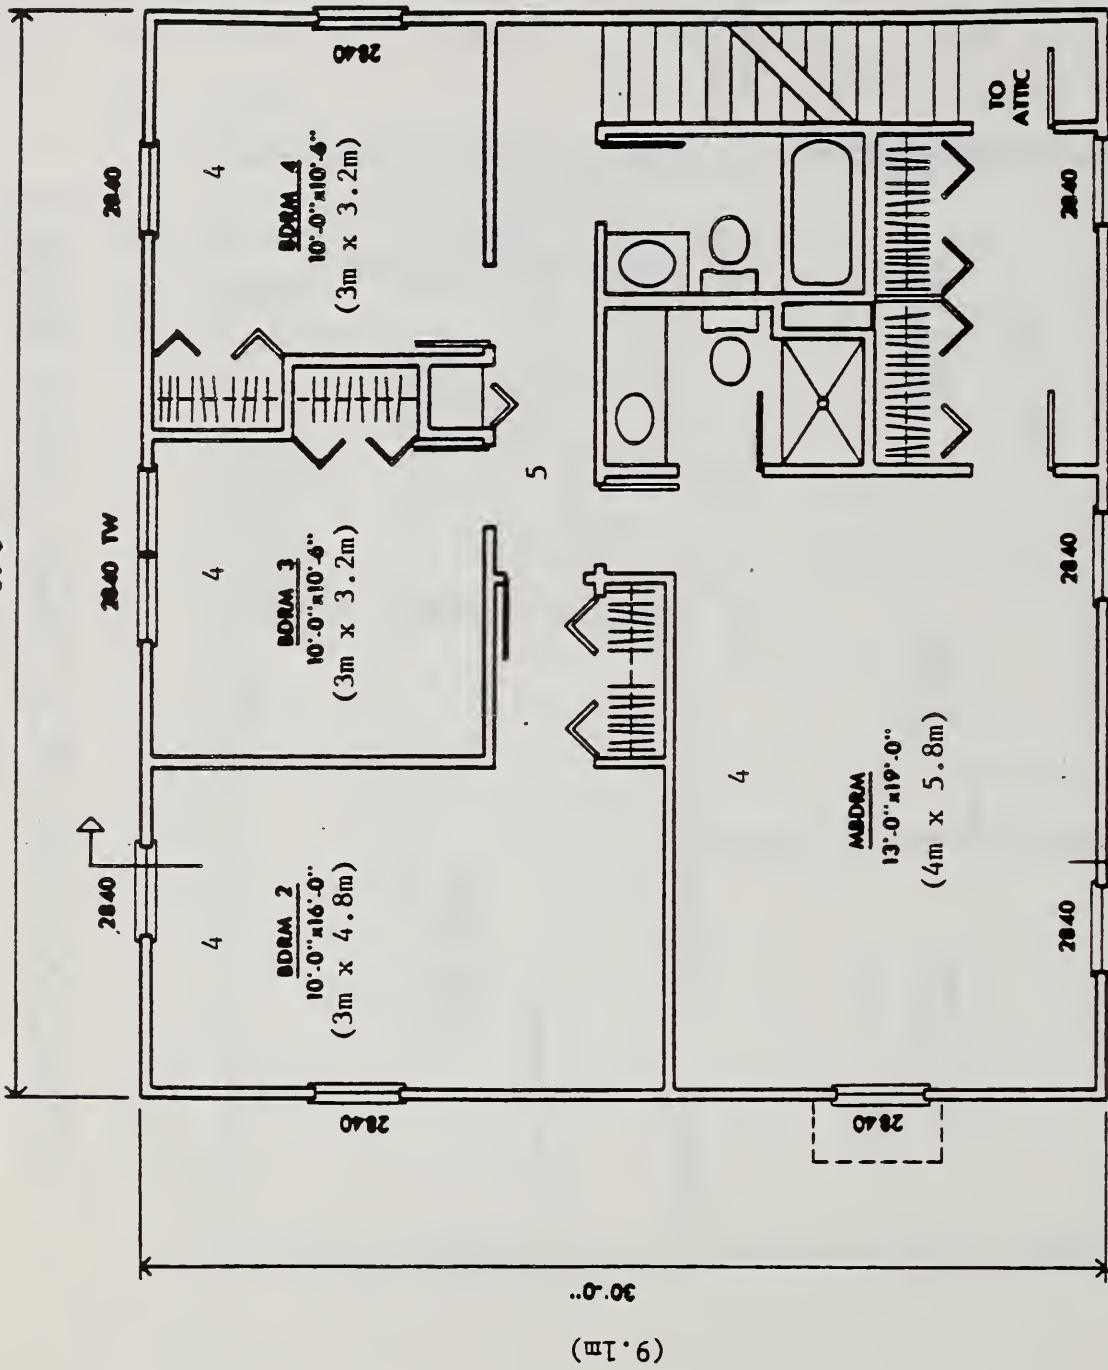 2840
2840
TO
ATTIC
4
BDRM 4
10'-0"x10'-6"
(3m x 3.2m)
2840
2840 TW
4
BDRM 3
10'-0"x10'-6"
(3m x 3.2m)
5
2840
2840
4
BDRM 2
10'-0"x16'-0"
(3m x 4.8m)
4
MBDRM
13'-0"x19'-0"
(4m x 5.8m)
2840
2840
2840
30'-0"
(9.1m)